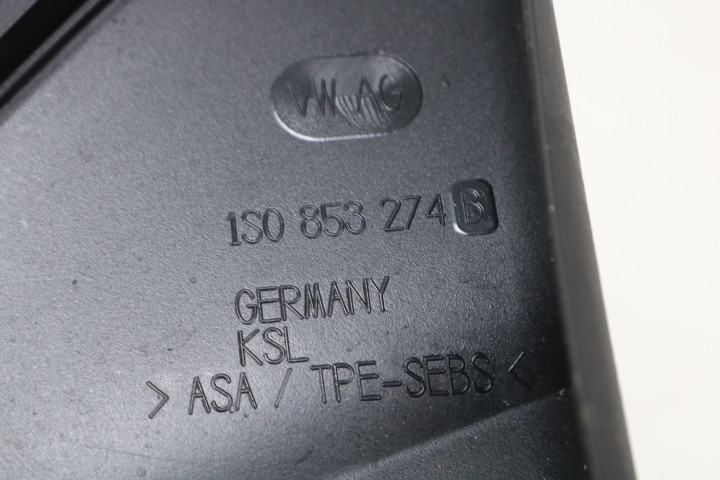 VW AG
1S0 853 274 B
GERMANY
KSL
> ASA / TPE-SEBS <